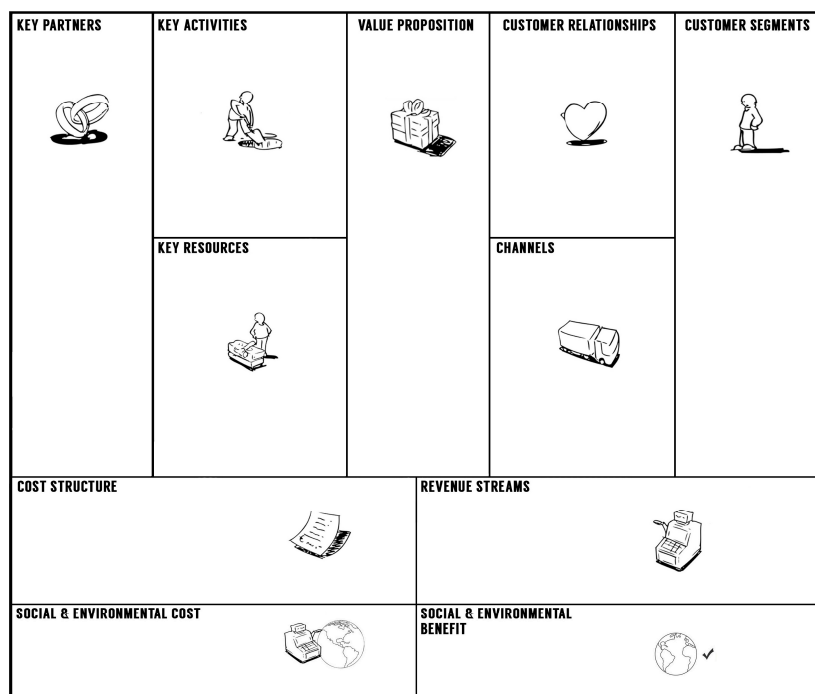 KEY PARTNERS
KEY ACTIVITIES
VALUE PROPOSITION
CUSTOMER RELATIONSHIPS
CUSTOMER SEGMENTS
KEY RESOURCES
CHANNELS
COST STRUCTURE
REVENUE STREAMS
SOCIAL & ENVIRONMENTAL COST
SOCIAL & ENVIRONMENTAL
BENEFIT